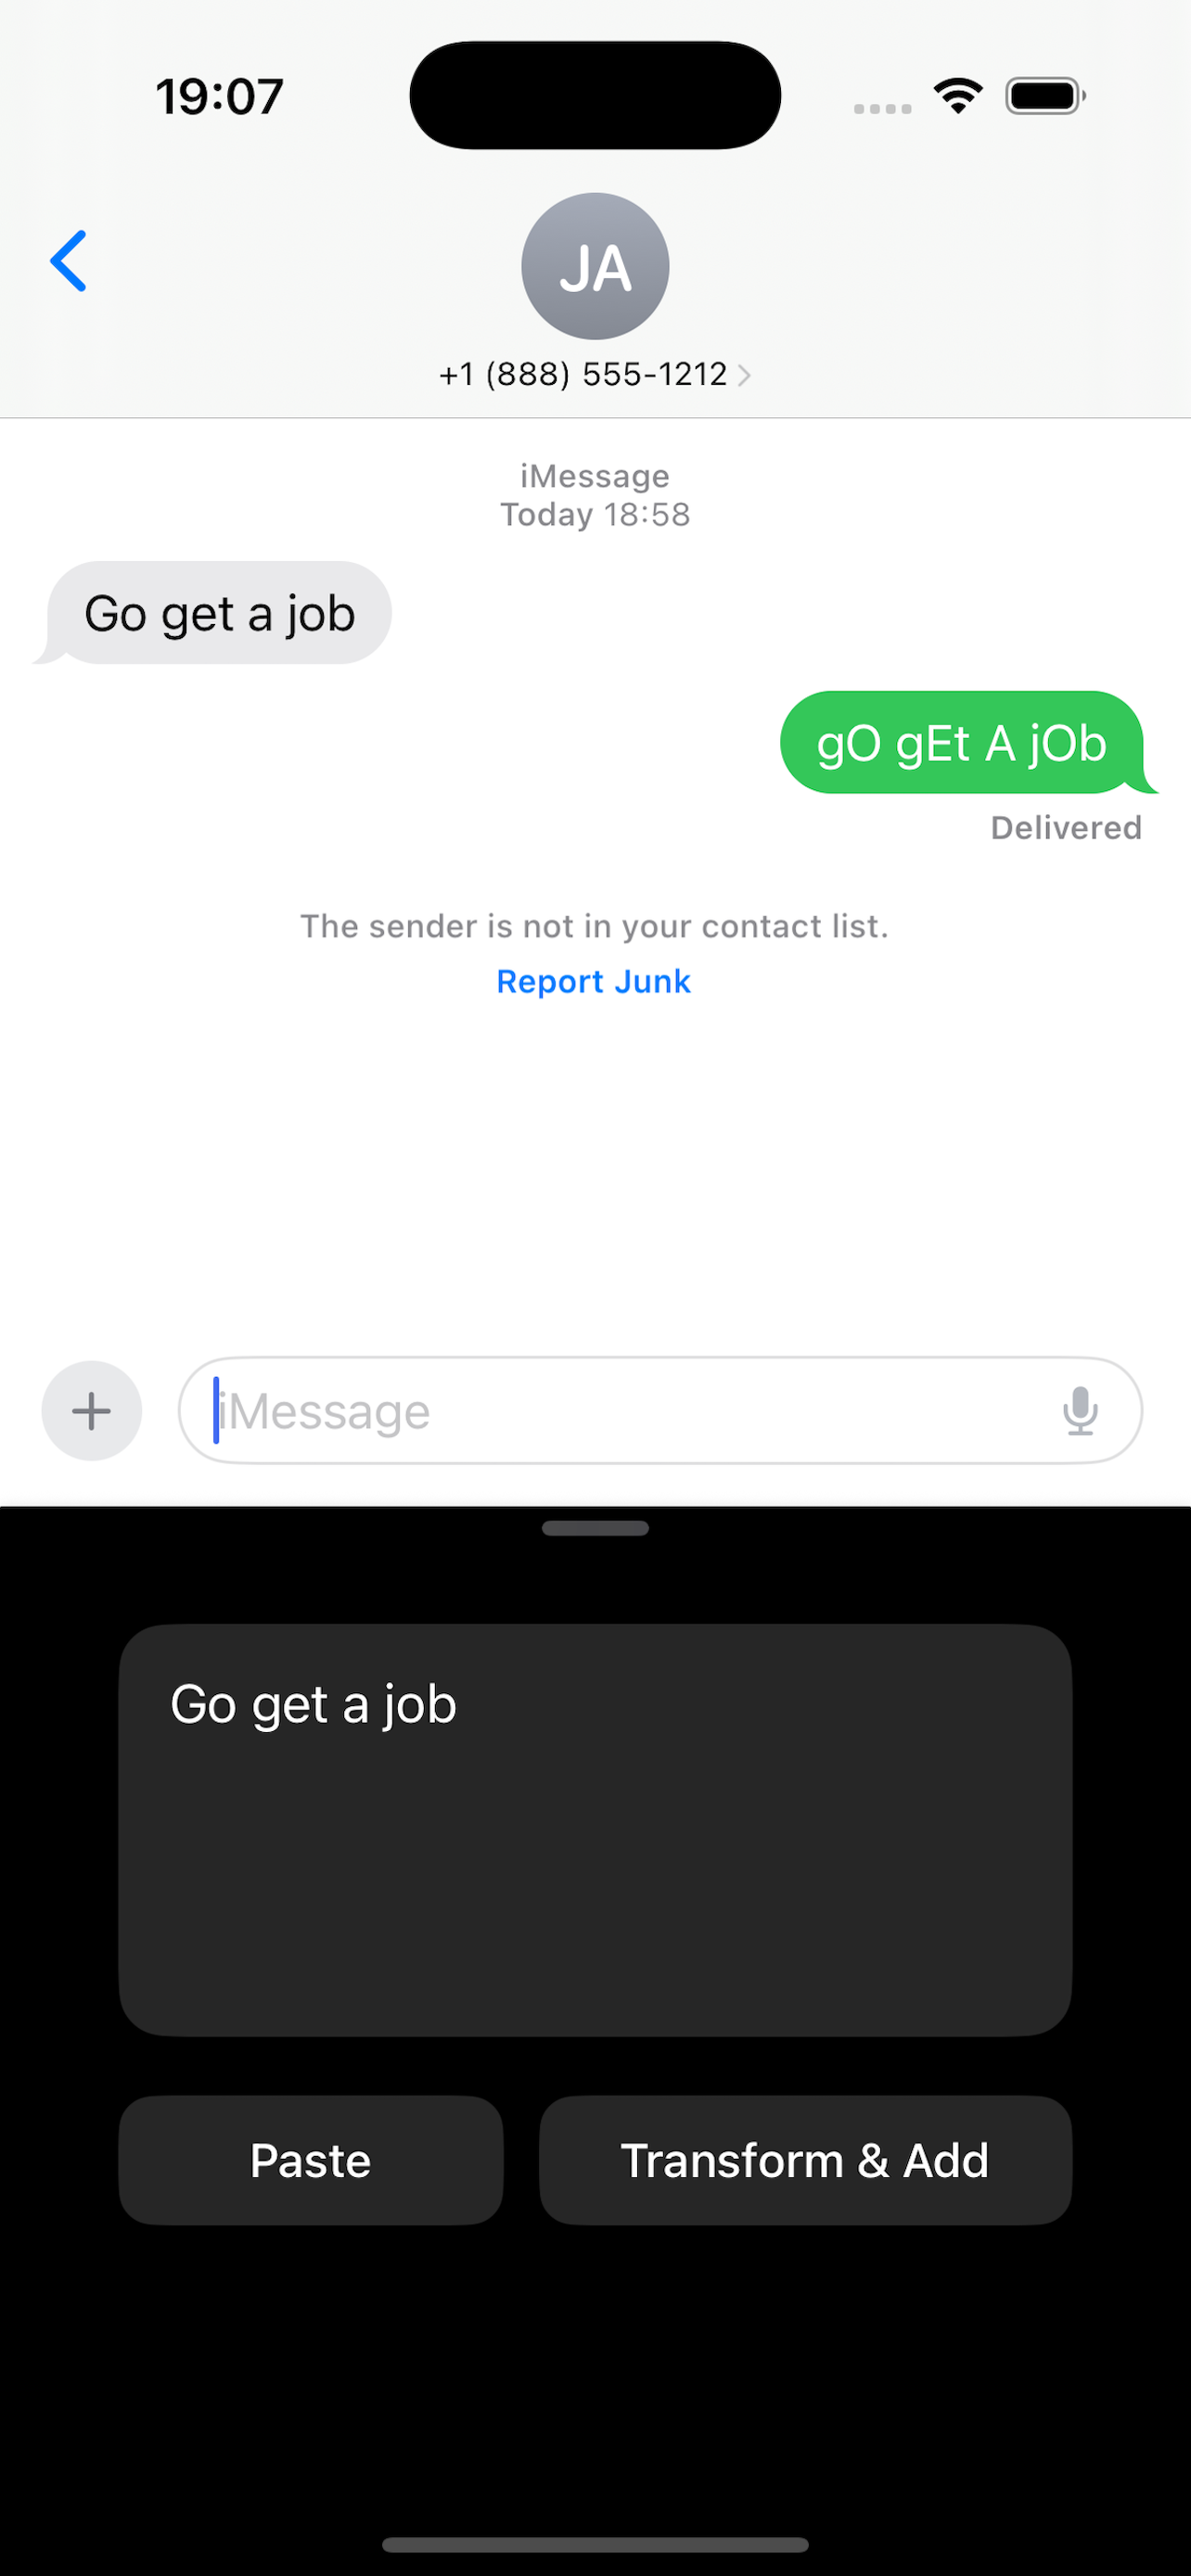 19:07
JA
+1 (888) 555-1212
iMessage
Today 18:58
Go get a job
gO gEt A jOb
Delivered
The sender is not in your contact list.
Report Junk
iMessage
Go get a job
Paste
Transform & Add